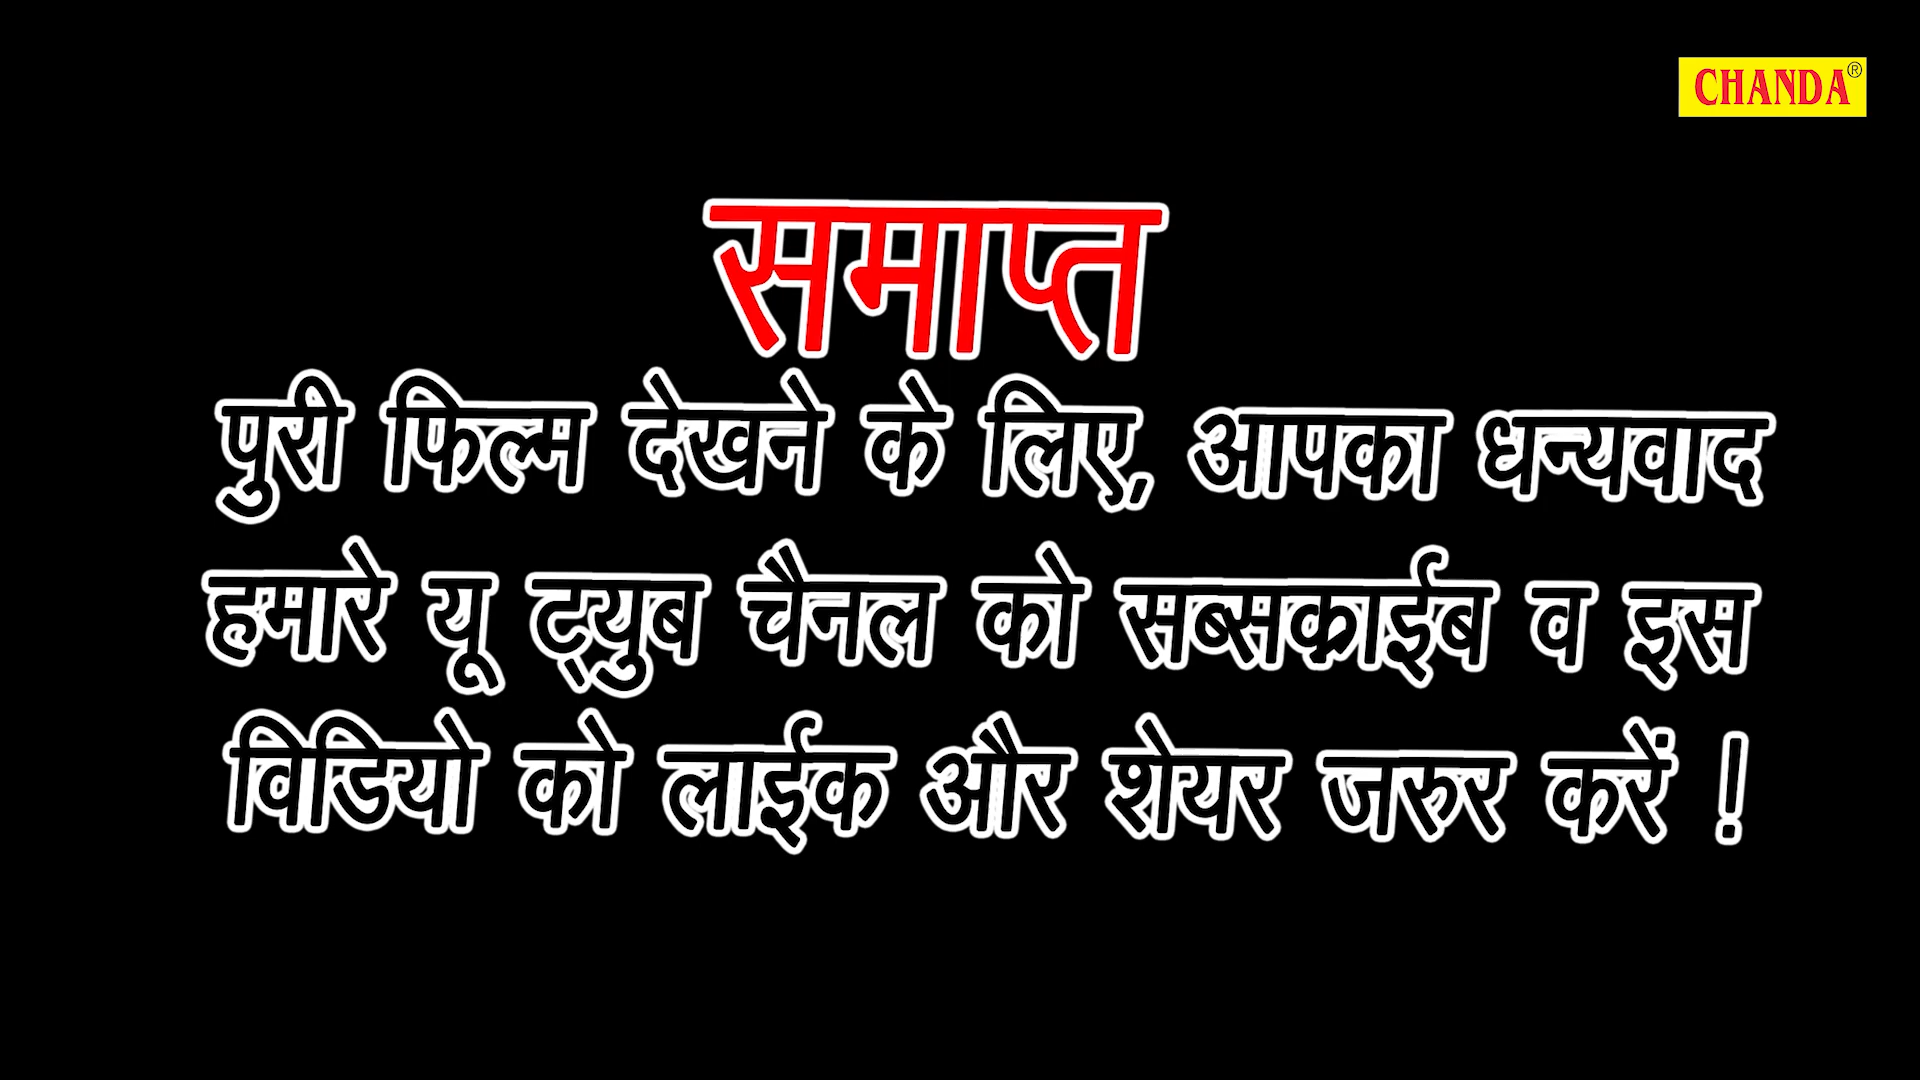 CHANDA®
समाप्त
पुरी फिल्म देखने के लिए, आपका धन्यवाद
हमारे यू ट्युब चैनल को सब्सक्राईब व इस
विडियो को लाईक और शेयर जरुर करें !